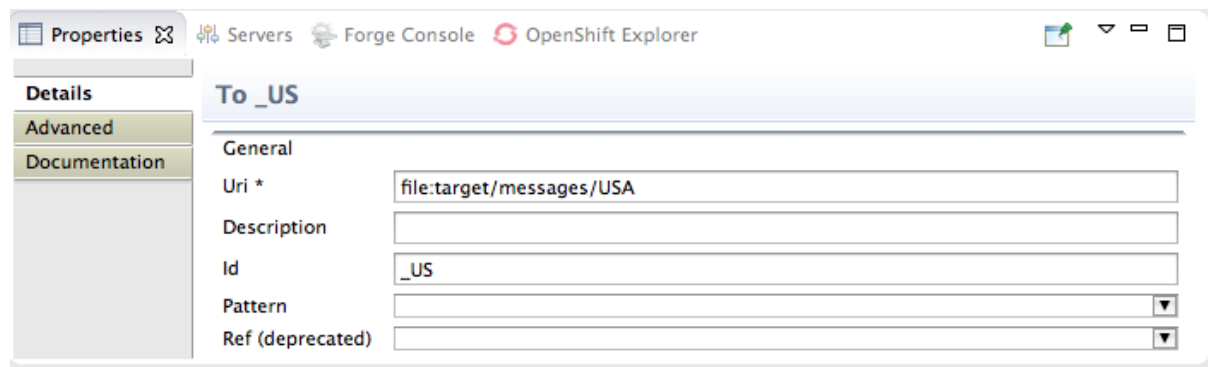 Properties Servers Forge Console OpenShift Explorer
Details
Advanced
Documentation
To _US
General
Uri * file:target/messages/USA
Description
Id _US
Pattern
Ref (deprecated)